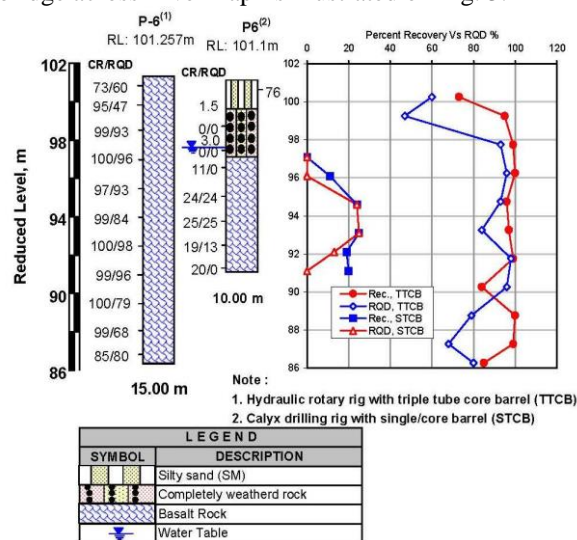 P-6(1)
RL: 101.257m
P6(2)
RL: 101.1m
CR/RQD
CR/RQD
Percent Recovery Vs RQD %
0 20 40 60 80 100 120
Reduced Level, m
102
98
94
90
86
73/60
95/47
99/93
100/96
97/93
99/84
100/98
99/96
100/79
99/68
85/80
15.00 m
76
1.5
0/0
3.0
0/0
11/0
24/24
25/25
19/13
20/0
10.00m
102
100
98
96
94
92
90
88
86
Rec., TTCB
RQD, TTCB
Rec., STCB
RQD, STCB
Note :
1. Hydraulic rotary rig with triple tube core barrel (TTCB)
2. Calyx drilling rig with single/core barrel (STCB)
LEGEND
SYMBOL DESCRIPTION
Silty sand (SM)
Completely weatherd rock
Basalt Rock
Water Table